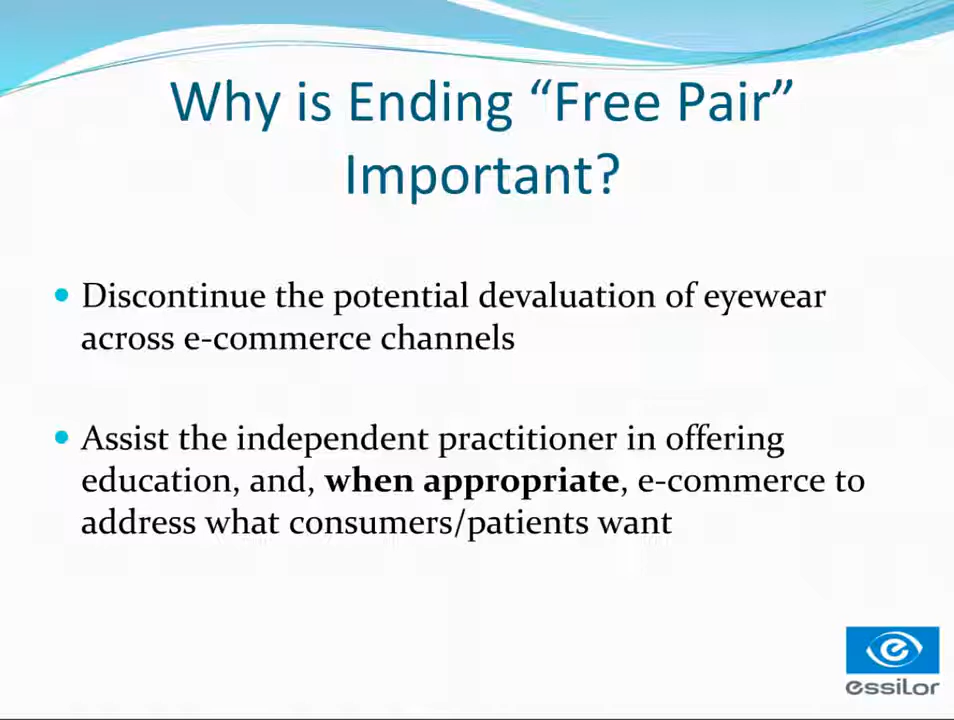 Why is Ending “Free Pair”
Important?
• Discontinue the potential devaluation of eyewear
across e-commerce channels
• Assist the independent practitioner in offering
education, and, when appropriate, e-commerce to
address what consumers/patients want
essilor